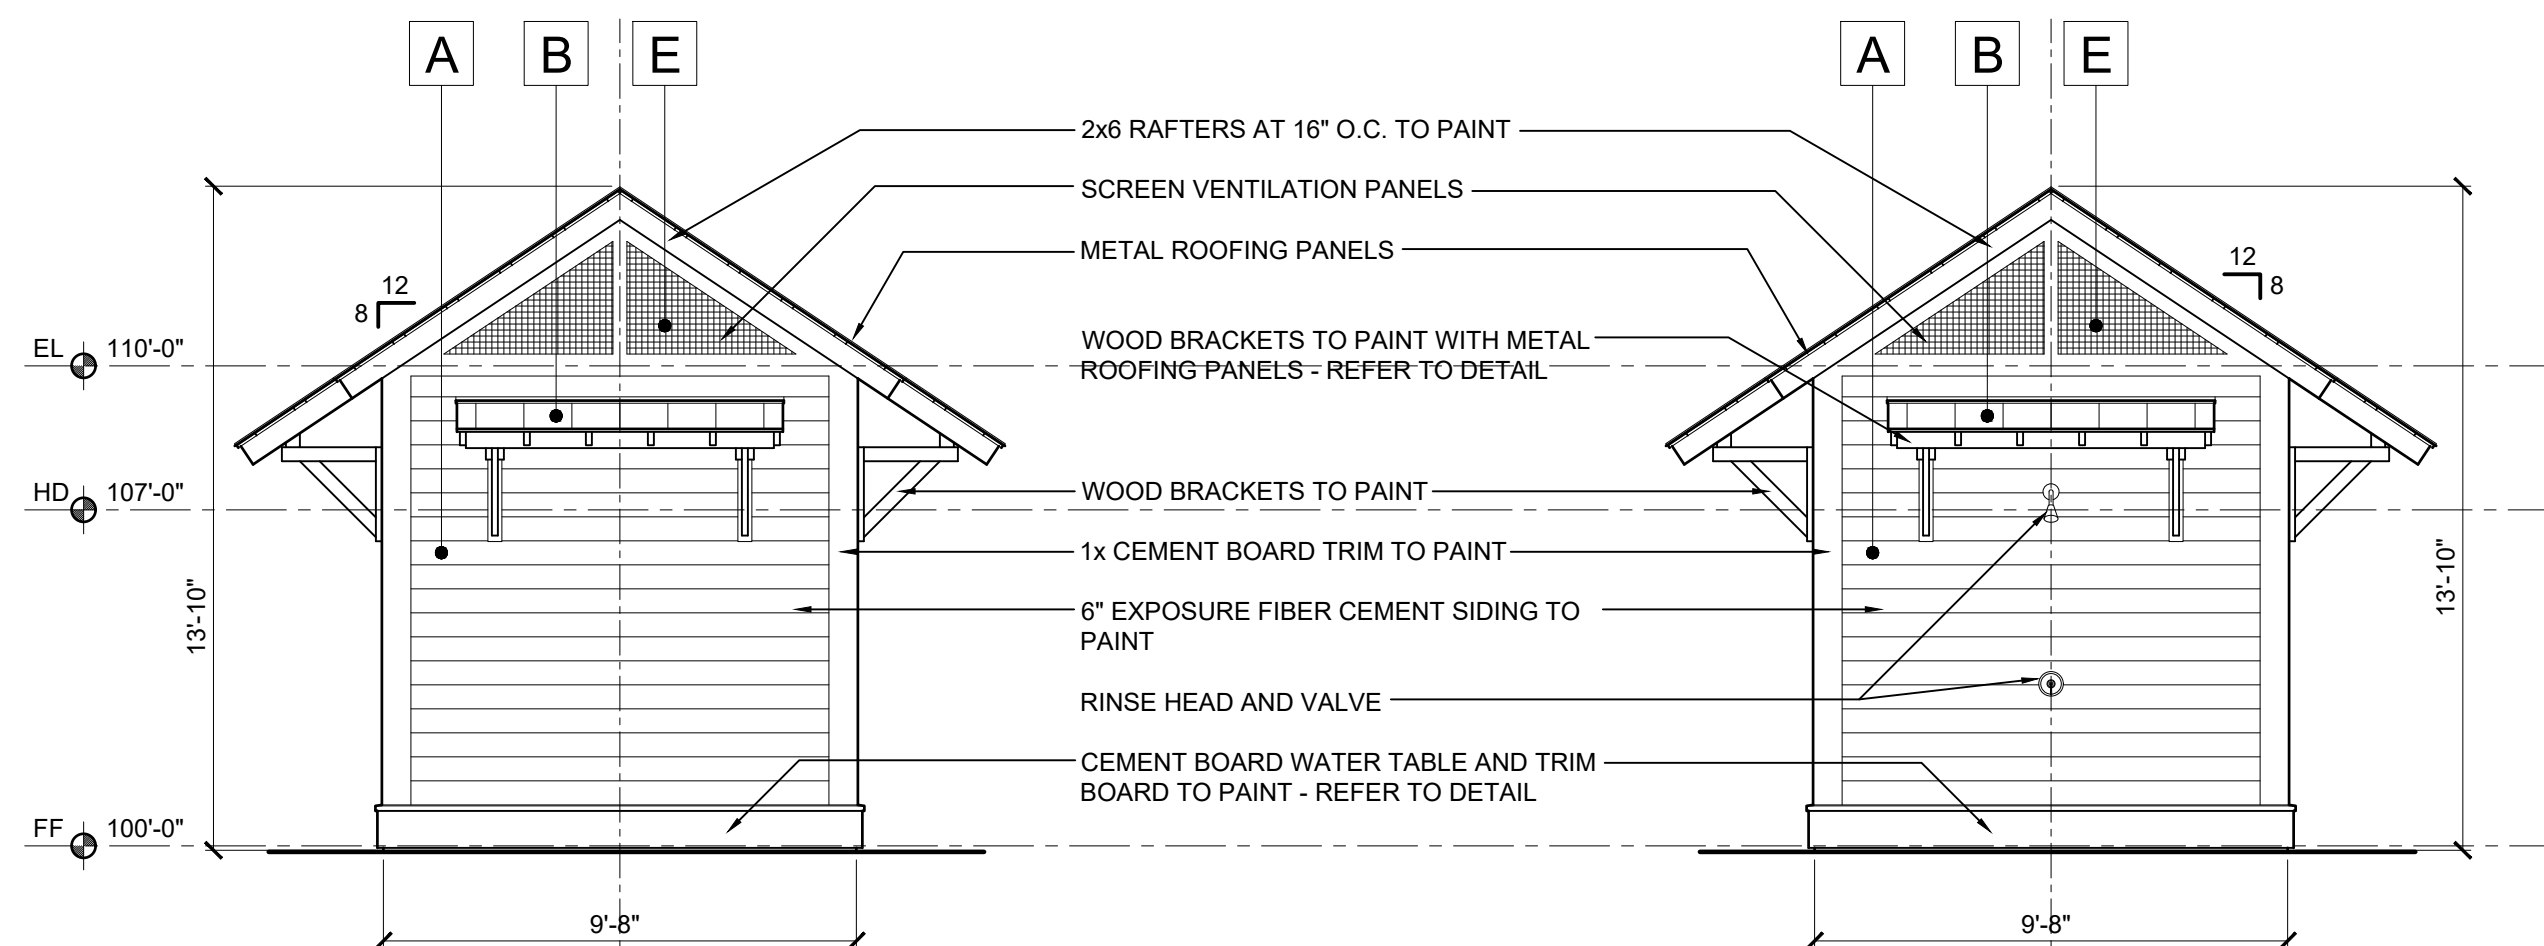 A B E
A B E
2x6 RAFTERS AT 16" O.C. TO PAINT
SCREEN VENTILATION PANELS
METAL ROOFING PANELS
12
8
12
8
WOOD BRACKETS TO PAINT WITH METAL
ROOFING PANELS - REFER TO DETAIL
EL 110'-0"
HD 107'-0"
WOOD BRACKETS TO PAINT
1x CEMENT BOARD TRIM TO PAINT
13'-10"
13'-10"
6" EXPOSURE FIBER CEMENT SIDING TO
PAINT
RINSE HEAD AND VALVE
CEMENT BOARD WATER TABLE AND TRIM
BOARD TO PAINT - REFER TO DETAIL
FF 100'-0"
9'-8"
9'-8"